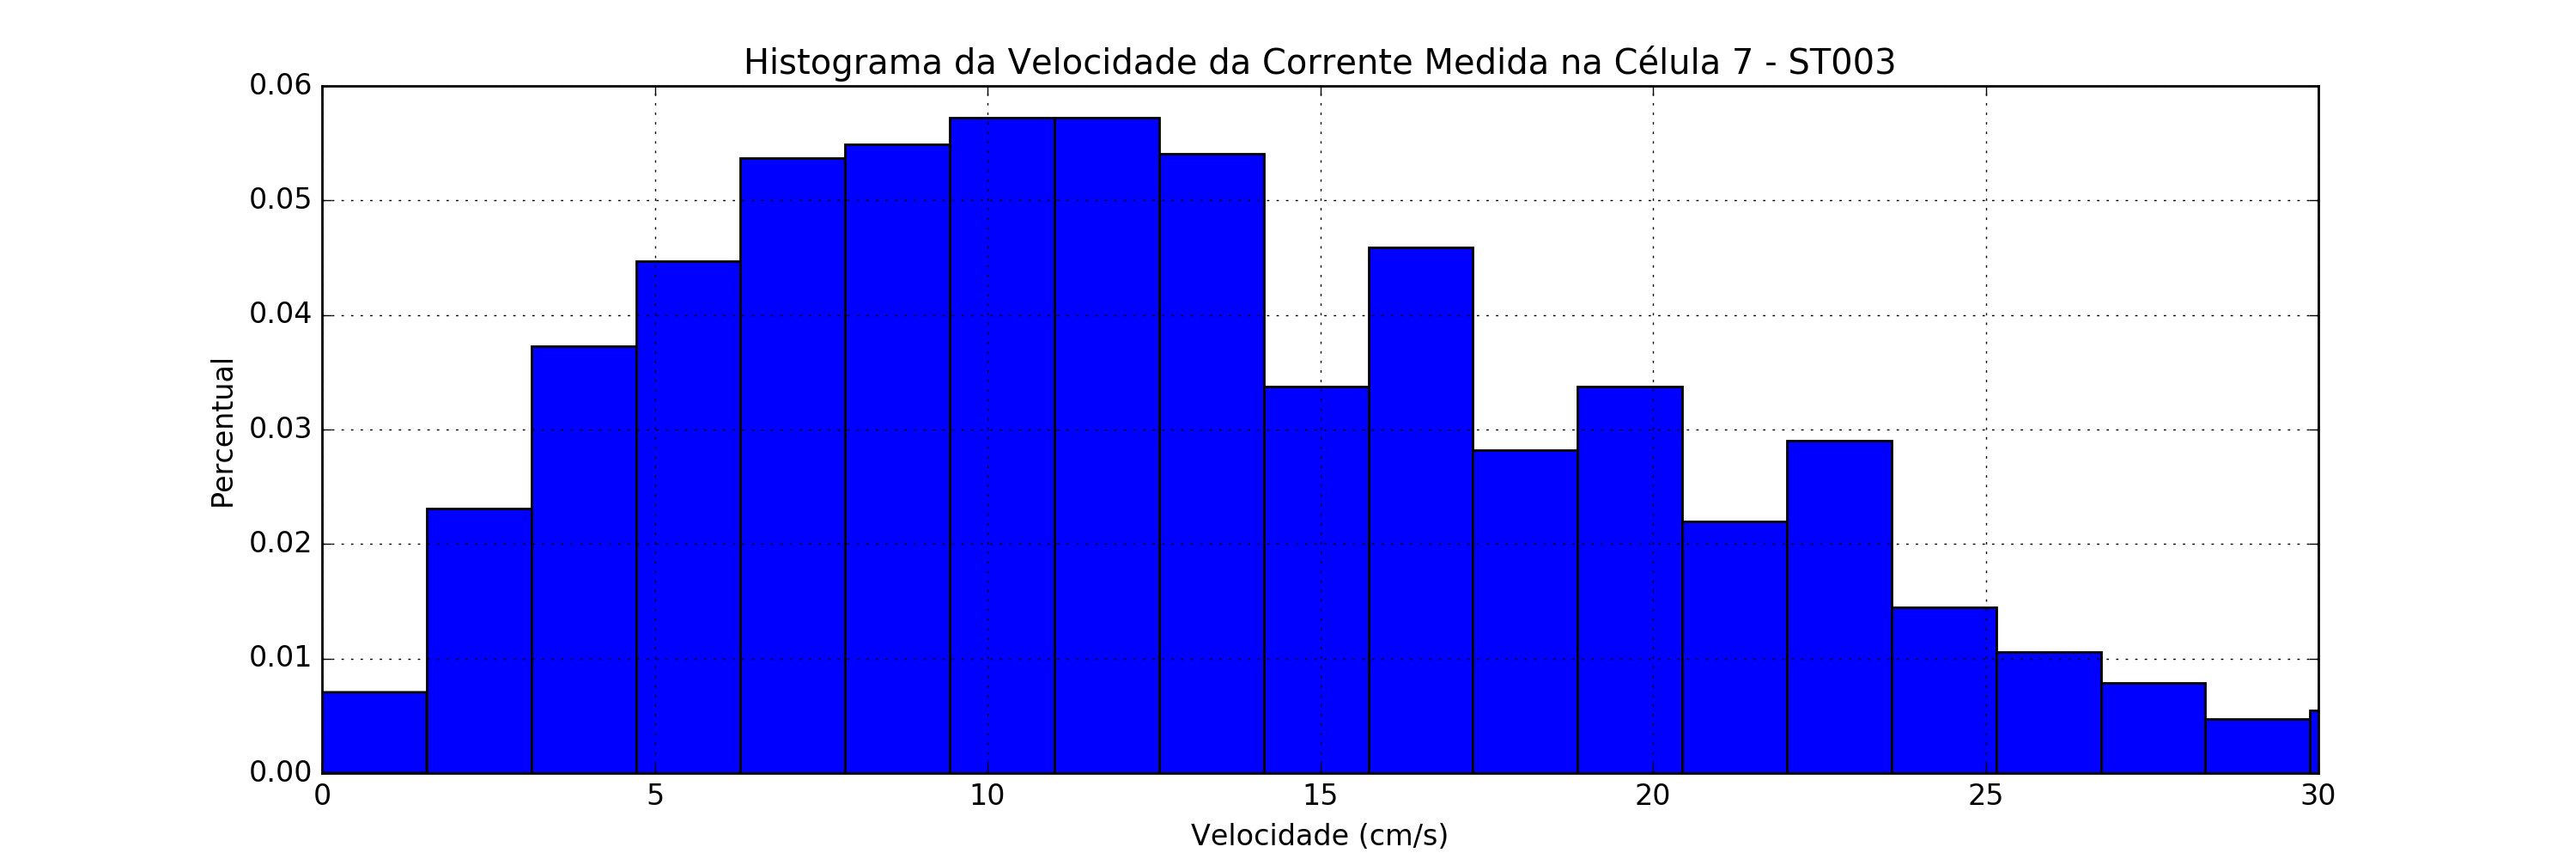 Histograma da Velocidade da Corrente Medida na Célula 7 - ST003
0.06
0.05
0.04
0.03
0.02
0.01
0.00
Percentual
0 5 10 15 20 25 30
Velocidade (cm/s)